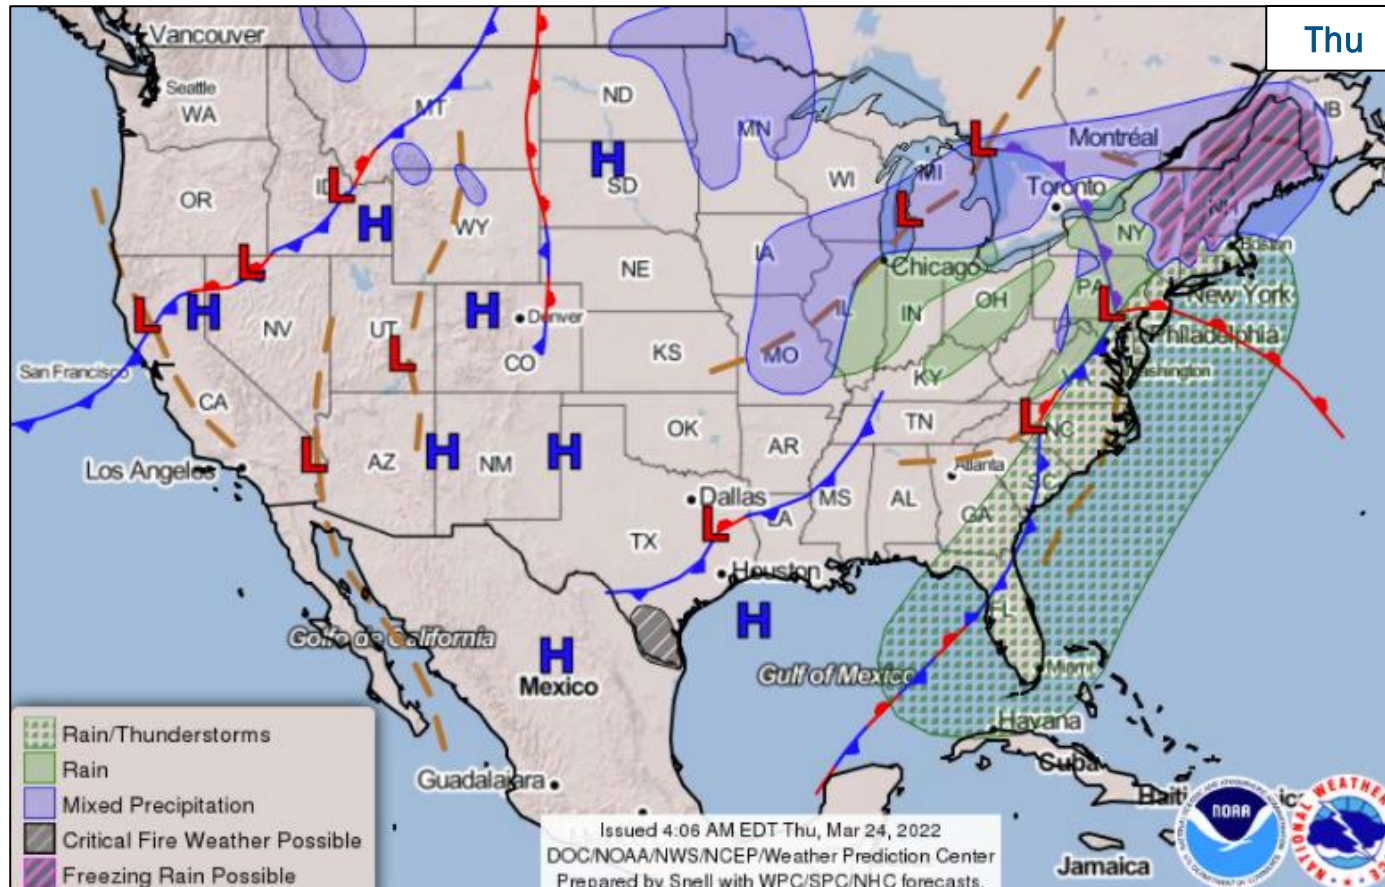 Thu
Vancouver
Seattle
WA
MT
ND
MN
Montréal
NB
OR
ID
WY
SD
WI
MI
Toronto
NY
NH
Boston
L
L
L
L
L
L
L
L
L
L
H
H
H
H
H
H
H
H
IA
NE
Chicago
New York
NV
UT
Denver
CO
KS
MO
IL
IN
OH
PA
Philadelphia
Washington
San Francisco
CA
KY
VA
Los Angeles
AZ
NM
OK
AR
TN
NC
Atlanta
SC
Dallas
TX
LA
MS
AL
GA
Houston
FL
Golfo de California
Mexico
Gulf of Mexico
Miami
Havana
Cuba
Guadalajara
Haiti
Jamaica
Rain/Thunderstorms
Rain
Mixed Precipitation
Critical Fire Weather Possible
Freezing Rain Possible
Issued 4:06 AM EDT Thu, Mar 24, 2022
DOC/NOAA/NWS/NCEP/Weather Prediction Center
Prepared by Snell with WPC/SPC/NHC forecasts.
NOAA
NATIONAL WEATHER